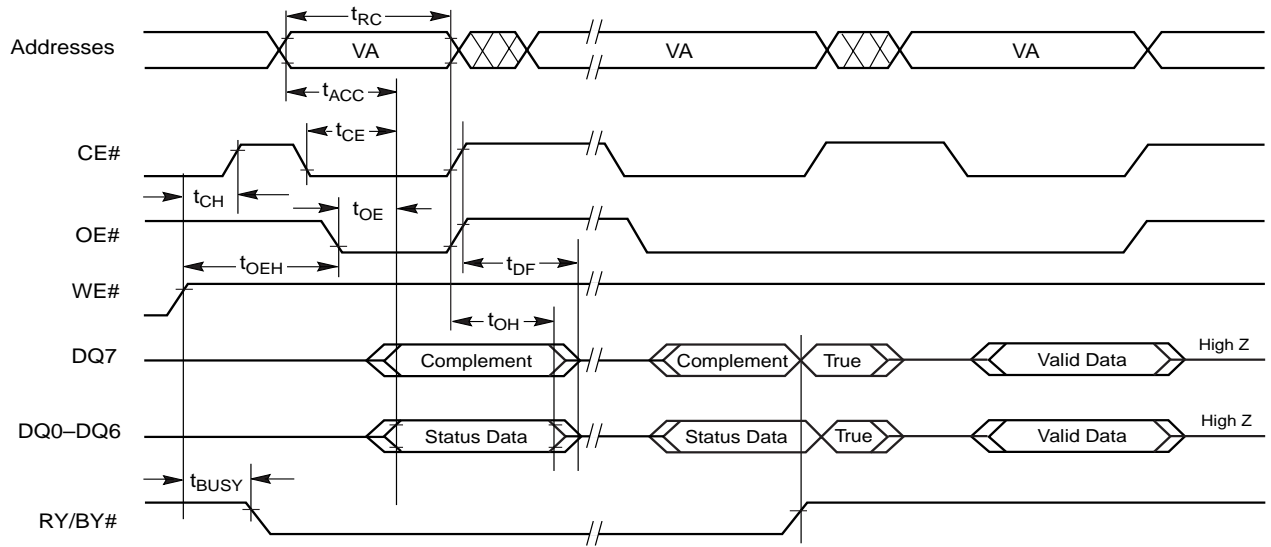 tRC
Addresses VA VA VA
tACC
tCE
CE#
tCH
tOE
OE#
tOEH
tDF
WE#
tOH
DQ7 Complement Complement True Valid Data High Z
DQ0–DQ6 Status Data Status Data True Valid Data High Z
tBUSY
RY/BY#